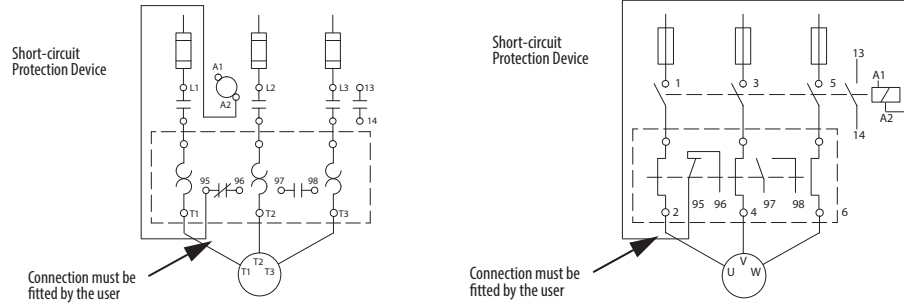 Short-circuit
Protection Device
A1
A2
L1
L2
L3
13
14
95
96
97
98
T1
T2
T3
T1
T2
T3
Connection must be
fitted by the user
Short-circuit
Protection Device
1
3
5
13
14
A1
A2
95
96
97
98
2
4
6
U
V
W
Connection must be
fitted by the user